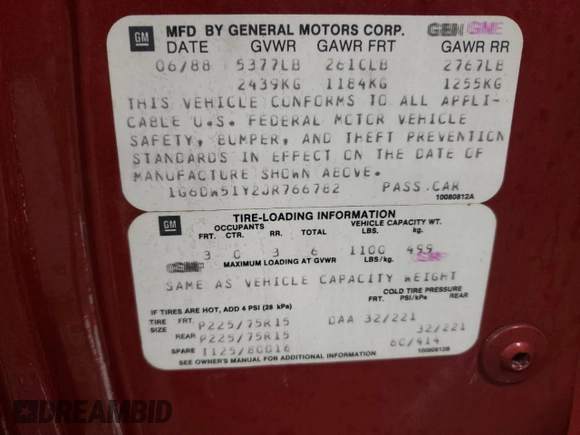 GM
MFD BY GENERAL MOTORS CORP.
DATE GVWR GAWR FRT GAWR RR
06/88 5377LB 2610LB 2767LB
2439KG 1184KG 1255KG
THIS VEHICLE CONFORMS TO ALL APPLI-
CABLE U.S. FEDERAL MOTOR VEHICLE
SAFETY, BUMPER, AND THEFT PREVENTION
STANDARDS IN EFFECT ON THE DATE OF
MANUFACTURE SHOWN ABOVE.
1G6DW51Y2JR766782 PASS.CAR
10080812A
GM
TIRE-LOADING INFORMATION
OCCUPANTS VEHICLE CAPACITY WT.
FRT. CTR. RR. TOTAL LBS. kg.
3 0 3 6 1100 499
MAXIMUM LOADING AT GVWR LBS/kg.
SAME AS VEHICLE CAPACITY WEIGHT
COLD TIRE PRESSURE
IF TIRES ARE HOT, ADD 4 PSI (28 kPa) FRT. PSI/kPa REAR
TIRE SIZE FRT. P225/75R15 OAA 32/221
REAR P225/75R15 32/221
SPARE T125/80D16 60/414
10080812B
SEE OWNER'S MANUAL FOR ADDITIONAL INFORMATION
DREAMBID